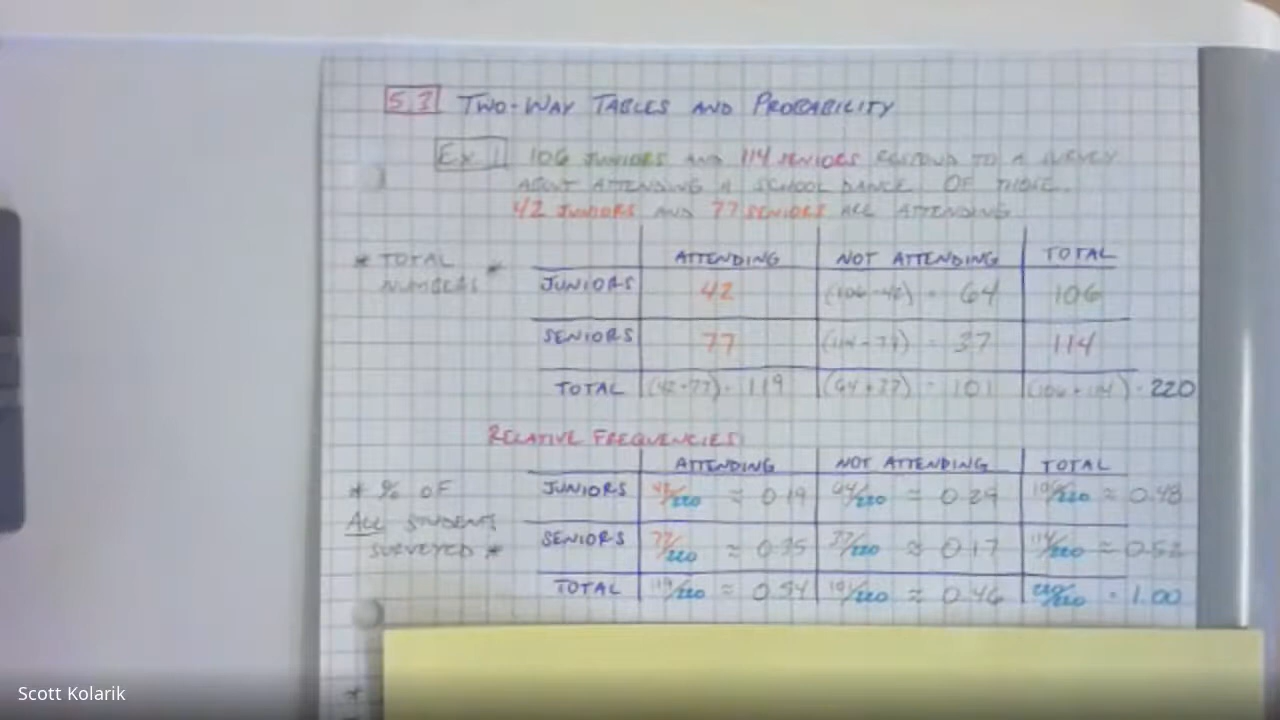 5.3 TWO-WAY TABLES AND PROBABILITY
Ex 1 106 JUNIORS AND 114 SENIORS RESPOND TO A SURVEY
ABOUT ATTENDING A SCHOOL DANCE. OF THOSE,
42 JUNIORS AND 77 SENIORS ALL ATTENDING
* TOTAL NUMBERS *
ATTENDING NOT ATTENDING TOTAL
JUNIORS 42 (106-42) = 64 106
SENIORS 77 (114-77) = 37 114
TOTAL (42+77) = 119 (64+37) = 101 (106+114) = 220
RELATIVE FREQUENCIES
ATTENDING NOT ATTENDING TOTAL
* % OF
ALL STUDENTS
SURVEYED *
JUNIORS 42/220 ≈ 0.19 64/220 ≈ 0.29 106/220 ≈ 0.48
SENIORS 77/220 ≈ 0.35 37/220 ≈ 0.17 114/220 ≈ 0.52
TOTAL 119/220 ≈ 0.54 101/220 ≈ 0.46 220/220 = 1.00
Scott Kolarik